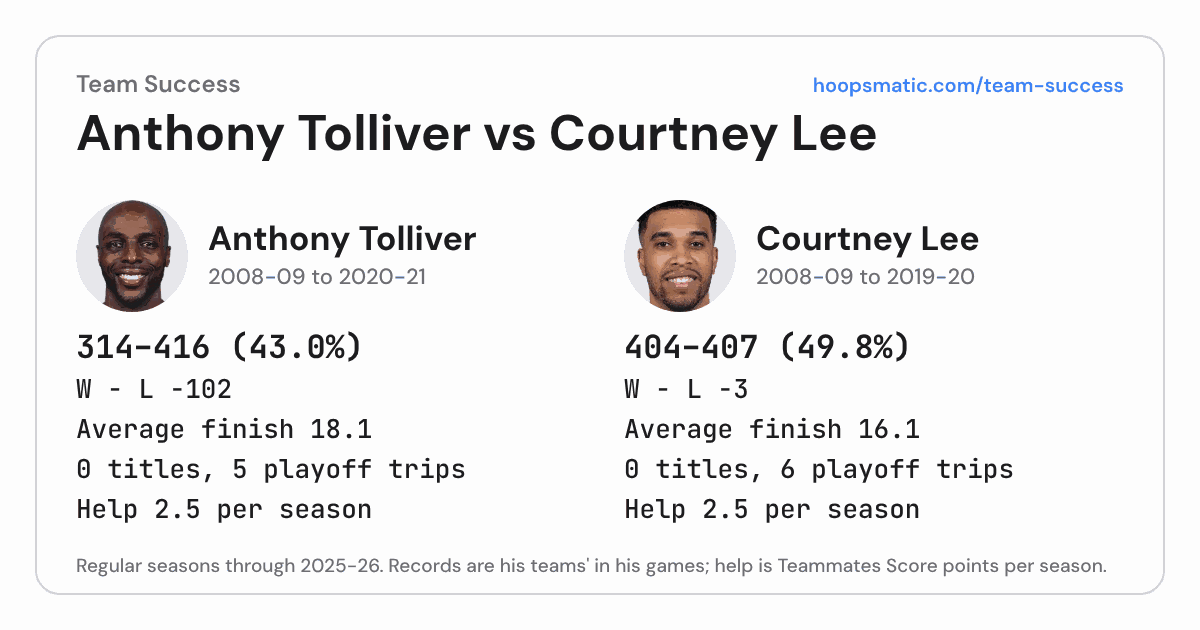 Team Success
hoopsmatic.com/team-success
Anthony Tolliver vs Courtney Lee
Anthony Tolliver
2008-09 to 2020-21
314-416 (43.0%)
W - L -102
Average finish 18.1
0 titles, 5 playoff trips
Help 2.5 per season
Courtney Lee
2008-09 to 2019-20
404-407 (49.8%)
W - L -3
Average finish 16.1
0 titles, 6 playoff trips
Help 2.5 per season
Regular seasons through 2025-26. Records are his teams' in his games; help is Teammates Score points per season.